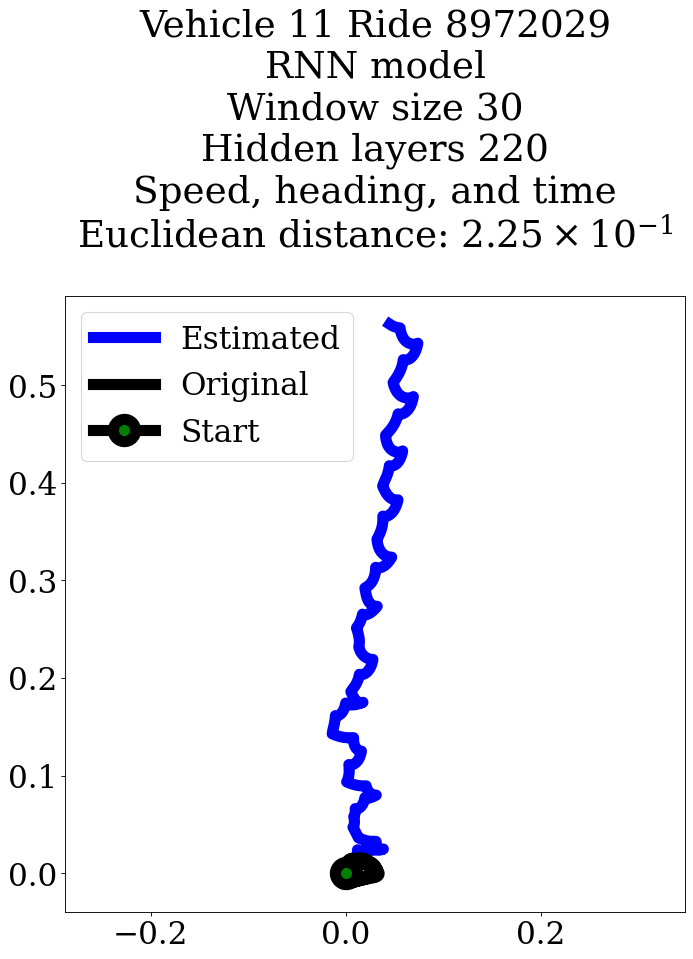 Vehicle 11 Ride 8972029
RNN model
Window size 30
Hidden layers 220
Speed, heading, and time
Euclidean distance: 2.25 × 10⁻¹
Estimated
Original
Start
0.5
0.4
0.3
0.2
0.1
0.0
−0.2 0.0 0.2